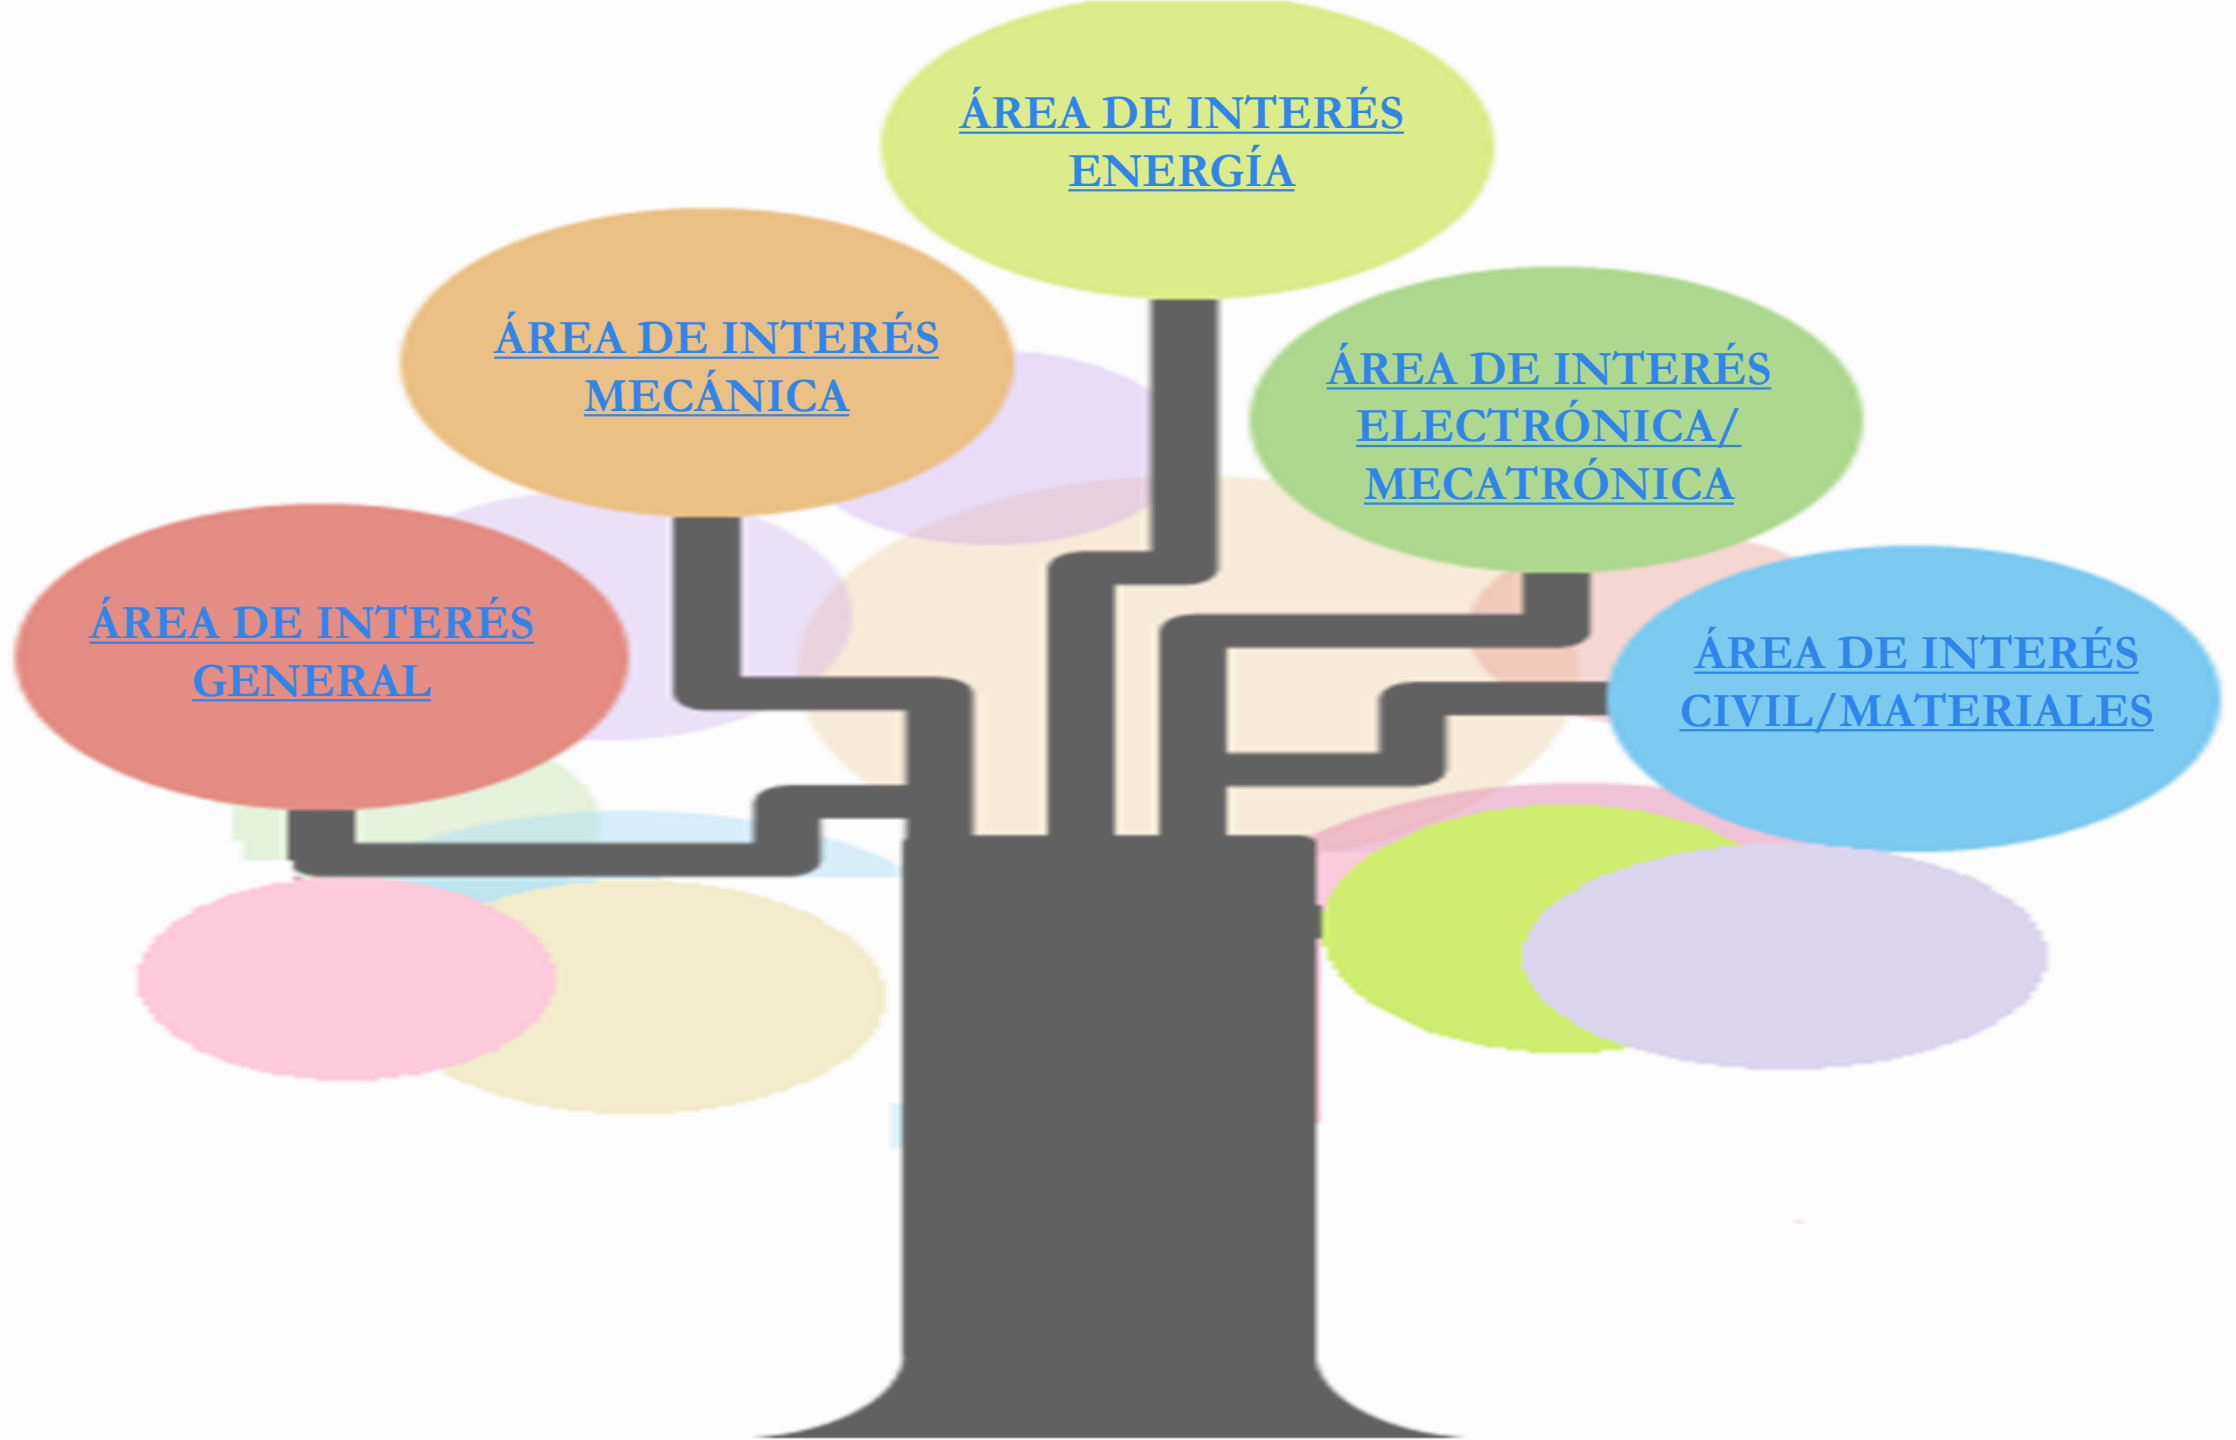 ÁREA DE INTERÉS
ENERGÍA
ÁREA DE INTERÉS
MECÁNICA
ÁREA DE INTERÉS
ELECTRÓNICA/
MECATRÓNICA
ÁREA DE INTERÉS
GENERAL
ÁREA DE INTERÉS
CIVIL/MATERIALES